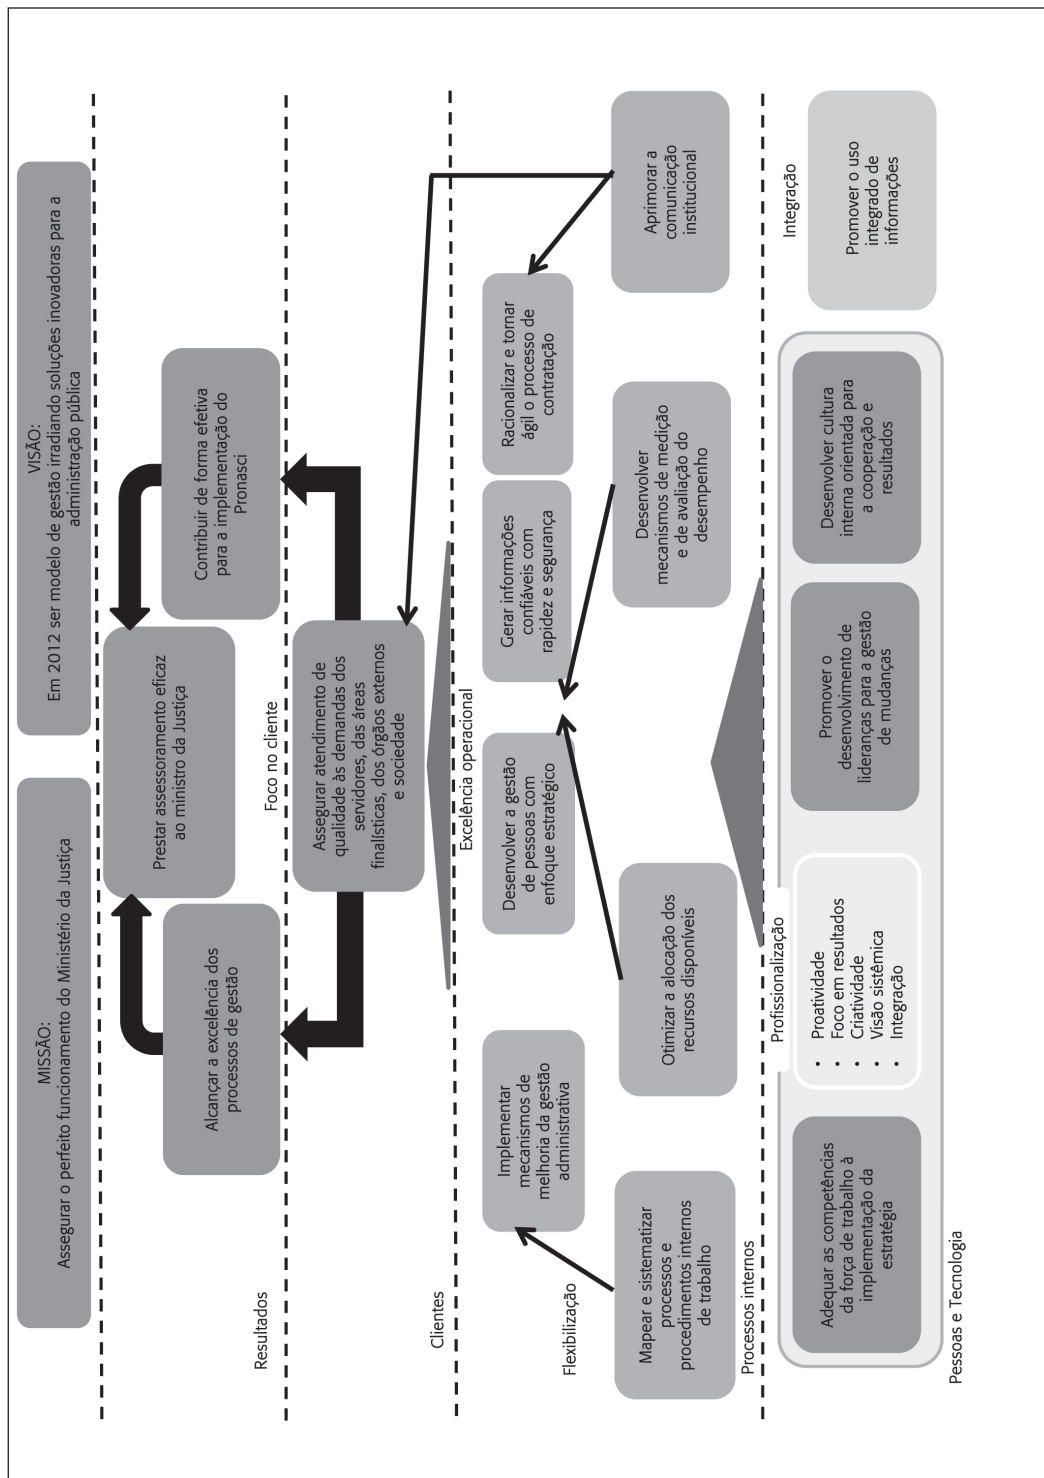 MISSÃO:
Assegurar o perfeito funcionamento do Ministério da Justiça
VISÃO:
Em 2012 ser modelo de gestão irradiando soluções inovadoras para a
administração pública
Prestar assessoramento eficaz
ao ministro da Justiça
Alcançar a excelência dos
processos de gestão
Contribuir de forma efetiva
para a implementação do
Pronasci
Resultados
Foco no cliente
Assegurar atendimento de
qualidade às demandas dos
servidores, das áreas
finalísticas, dos órgãos externos
e sociedade
Clientes
Excelência operacional
Implementar
mecanismos de
melhoria da gestão
administrativa
Desenvolver a gestão
de pessoas com
enfoque estratégico
Gerar informações
confiáveis com
rapidez e segurança
Racionalizar e tornar
ágil o processo de
contratação
Flexibilização
Mapear e sistematizar
processos e
procedimentos internos
de trabalho
Otimizar a alocação dos
recursos disponíveis
Desenvolver
mecanismos de medição
e de avaliação do
desempenho
Aprimorar a
comunicação
institucional
Processos internos
Profissionalização
Integração
Adequar as competências
da força de trabalho à
implementação da
estratégia
• Proatividade
• Foco em resultados
• Criatividade
• Visão sistêmica
• Integração
Promover o
desenvolvimento de
lideranças para a gestão
de mudanças
Desenvolver cultura
interna orientada para
a cooperação e
resultados
Promover o uso
integrado de
informações
Pessoas e Tecnologia